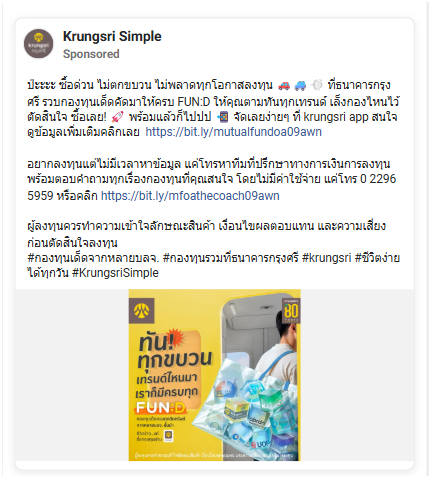 Krungsri Simple
Sponsored
ป๊ะะะะ ซื้อด่วน ไม่ตกขบวน ไม่พลาดทุกโอกาสลงทุน 🚗 🚙 💨 ที่ธนาคารกรุง
ศรี รวบกองทุนเด็ดคัดมาให้ครบ FUN:D ให้คุณตามทันทุกเทรนด์ เล็งกองไหนไว้
ตัดสินใจ ซื้อเลย! 🚀 พร้อมแล้วก็ไปปปป 📲 จัดเลยง่ายๆ ที่ krungsri app สนใจ
ดูข้อมูลเพิ่มเติมคลิกเลย https://bit.ly/mutualfundoa09awn
อยากลงทุนแต่ไม่มีเวลาหาข้อมูล แค่โทรหาทีมที่ปรึกษาทางการเงินการลงทุน
พร้อมตอบคำถามทุกเรื่องกองทุนที่คุณสนใจ โดยไม่มีค่าใช้จ่าย แค่โทร 0 2296
5959 หรือคลิก https://bit.ly/mfoathecoach09awn
ผู้ลงทุนควรทำความเข้าใจลักษณะสินค้า เงื่อนไขผลตอบแทน และความเสี่ยง
ก่อนตัดสินใจลงทุน
#กองทุนเด็ดจากหลายบลจ. #กองทุนรวมที่ธนาคารกรุงศรี #krungsri #ชีวิตง่าย
ได้ทุกวัน #KrungsriSimple
ทัน!
ทุกขบวน
เทรนด์ไหนมา
เราก็มีครบทุก
FUN:D